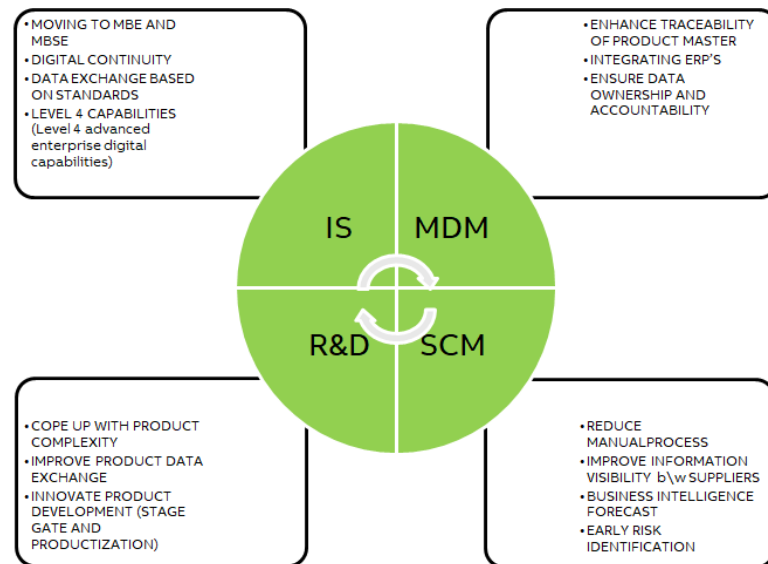 • MOVING TO MBE AND
MBSE
• DIGITAL CONTINUITY
• DATA EXCHANGE BASED
ON STANDARDS
• LEVEL 4 CAPABILITIES
(Level 4 advanced
enterprise digital
capabilities)
• ENHANCE TRACEABILITY
OF PRODUCT MASTER
• INTEGRATING ERP'S
• ENSURE DATA
OWNERSHIP AND
ACCOUNTABILITY
IS
MDM
R&D
SCM
• COPE UP WITH PRODUCT
COMPLEXITY
• IMPROVE PRODUCT DATA
EXCHANGE
• INNOVATE PRODUCT
DEVELOPMENT (STAGE
GATE AND
PRODUCTIZATION)
• REDUCE
MANUALPROCESS
• IMPROVE INFORMATION
VISIBILITY b\w SUPPLIERS
• BUSINESS INTELLIGENCE
FORECAST
• EARLY RISK
IDENTIFICATION